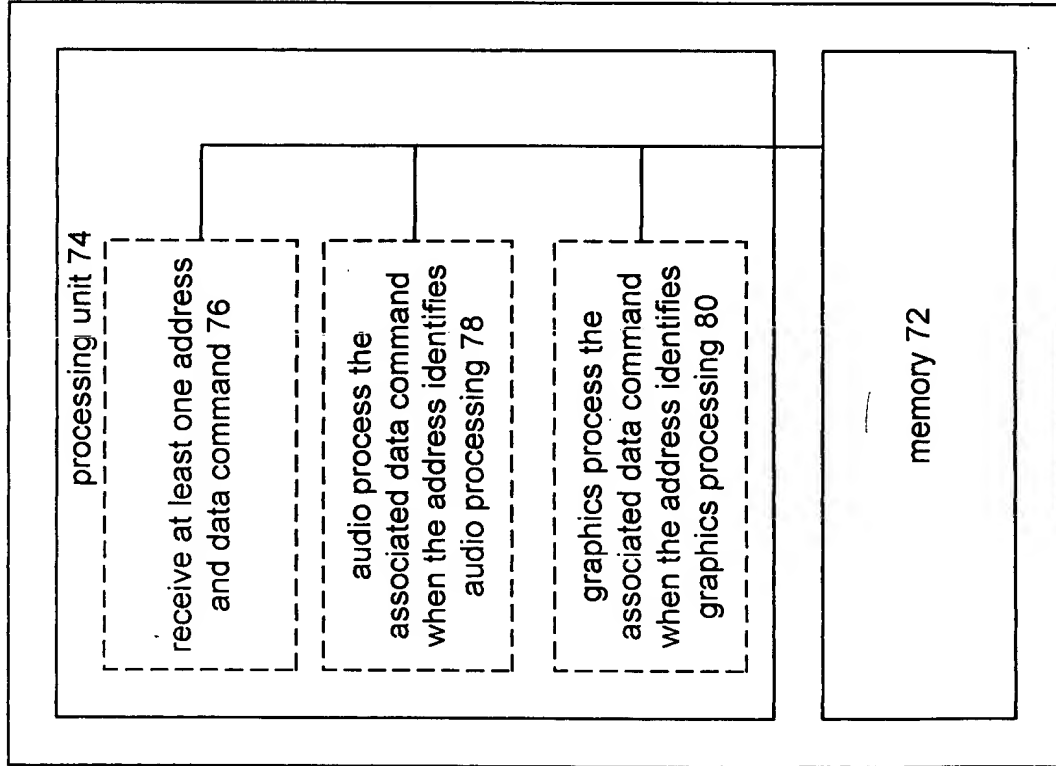 processing unit 74
receive at least one address
and data command 76
audio process the
associated data command
when the address identifies
audio processing 78
graphics process the
associated data command
when the address identifies
graphics processing 80
memory 72